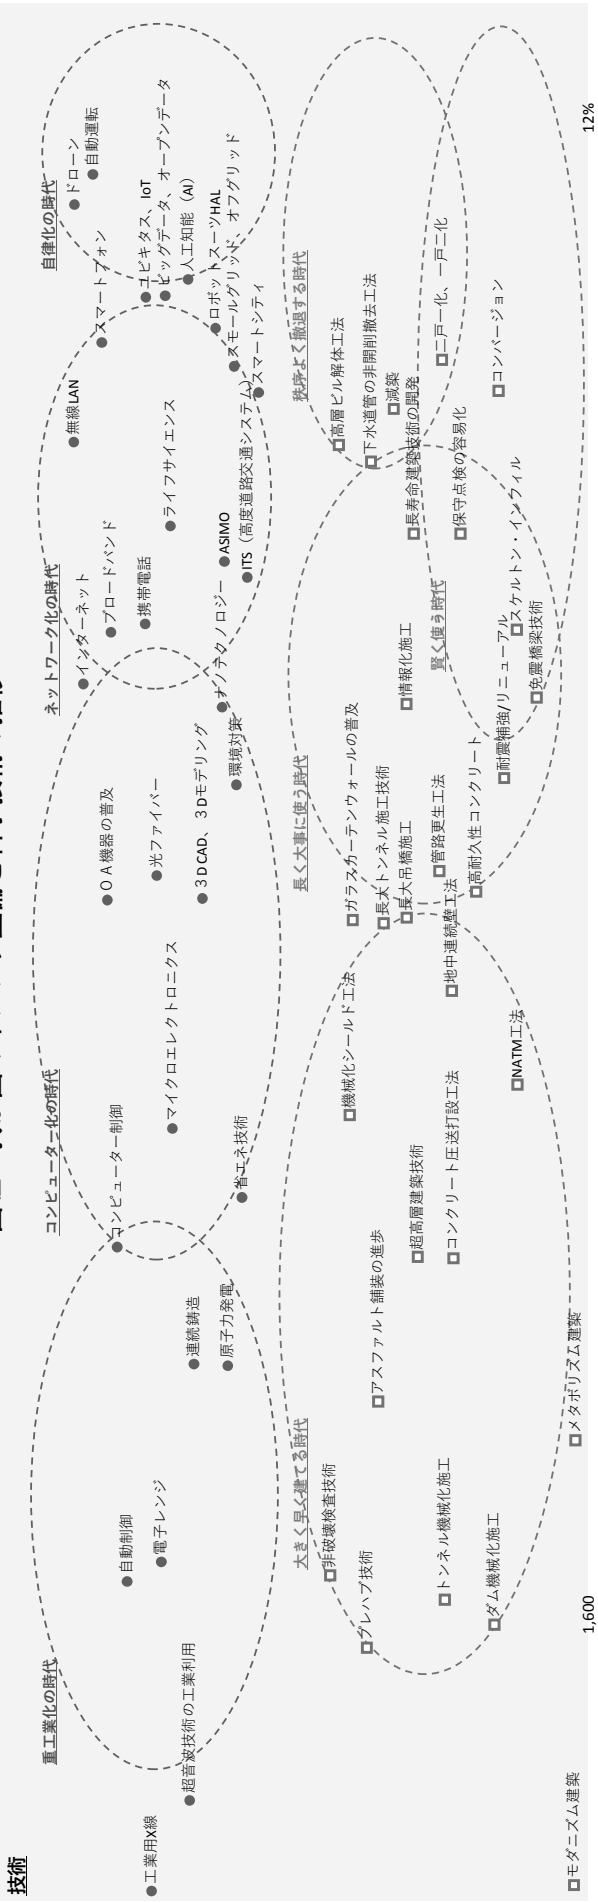 技術
重工業化の時代
コンピューター化の時代
ネットワーク化の時代
自律化の時代
●工業用X線
●超音波技術の工業利用
●自動制御
●電子レンジ
●連続鋳造
●原子力発電
●コンピューター制御
●省エネ技術
●マイクロエレクトロニクス
●ＯＡ機器の普及
●光ファイバー
●３DCAD、３Dモデリング
●環境対策
●ナノテクノロジー
●インターネット
●ブロードバンド
●携帯電話
●ライフサイエンス
●ASIMO
●ITS（高度道路交通システム）
●無線LAN
●スマートフォン
●ユビキタス、IoT
●ビッグデータ、オープンデータ
●人工知能（AI）
●ロボットスーツHAL
●スモールグリッド、オフグリッド
●スマートシティ
●ドローン
●自動運転
大きく早く建てる時代
長く大事に使う時代
賢く使う時代
秩序よく撤退する時代
モダニズム建築
プレハブ技術
非破壊検査技術
トンネル機械化施工
ダム機械化施工
メタボリズム建築
アスファルト舗装の進歩
超高層建築技術
コンクリート圧送打設工法
機械化シールド工法
NATM工法
地中連続壁工法
ガラスカーテンウォールの普及
長大トンネル施工技術
長大吊橋施工
管路更生工法
高耐久性コンクリート
情報化施工
耐震補強/リニューアル
免震橋梁技術
スケルトン・インフィル
長寿命建築技術の開発
保守点検の容易化
高層ビル解体工法
下水道管の非開削撤去工法
減築
二戸一化、一戸二化
コンバージョン
1,600
12%